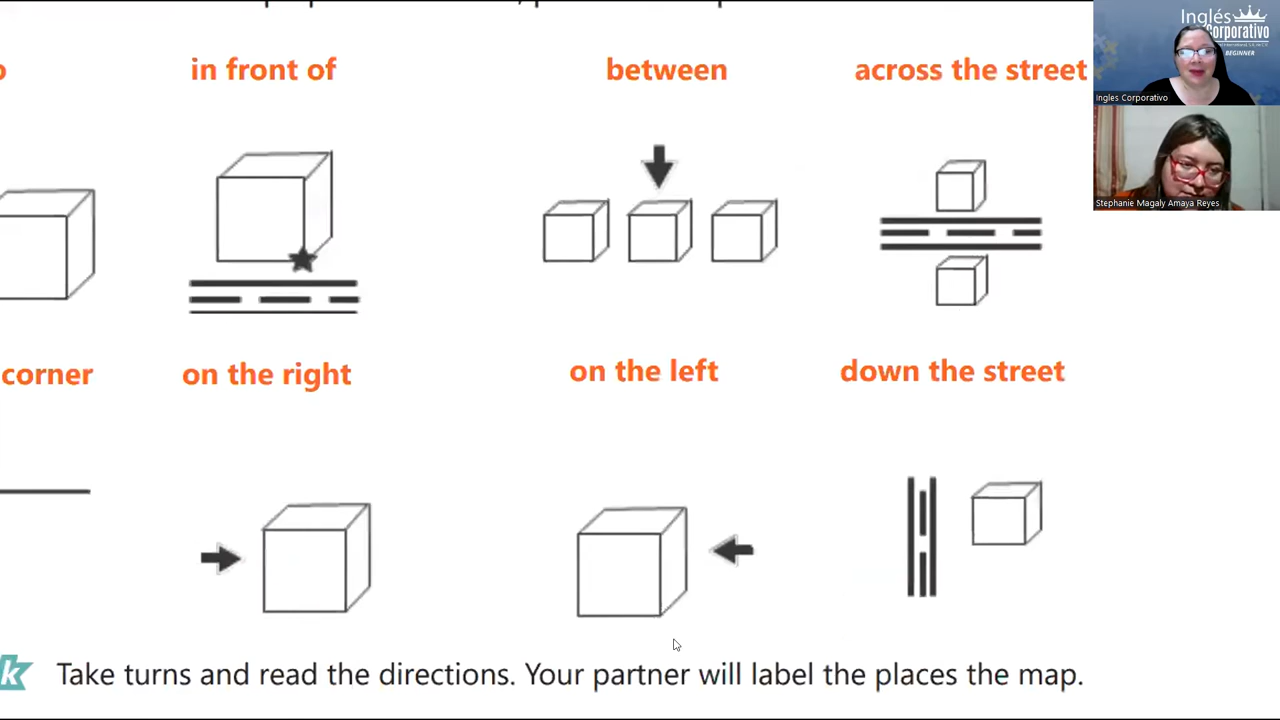 in front of
between
across the street
corner
on the right
on the left
down the street
k
Take turns and read the directions. Your partner will label the places the map.
Inglés
Corporativo
BEGINNER
Ingles Corporativo
Stephanie Magaly Amaya Reyes